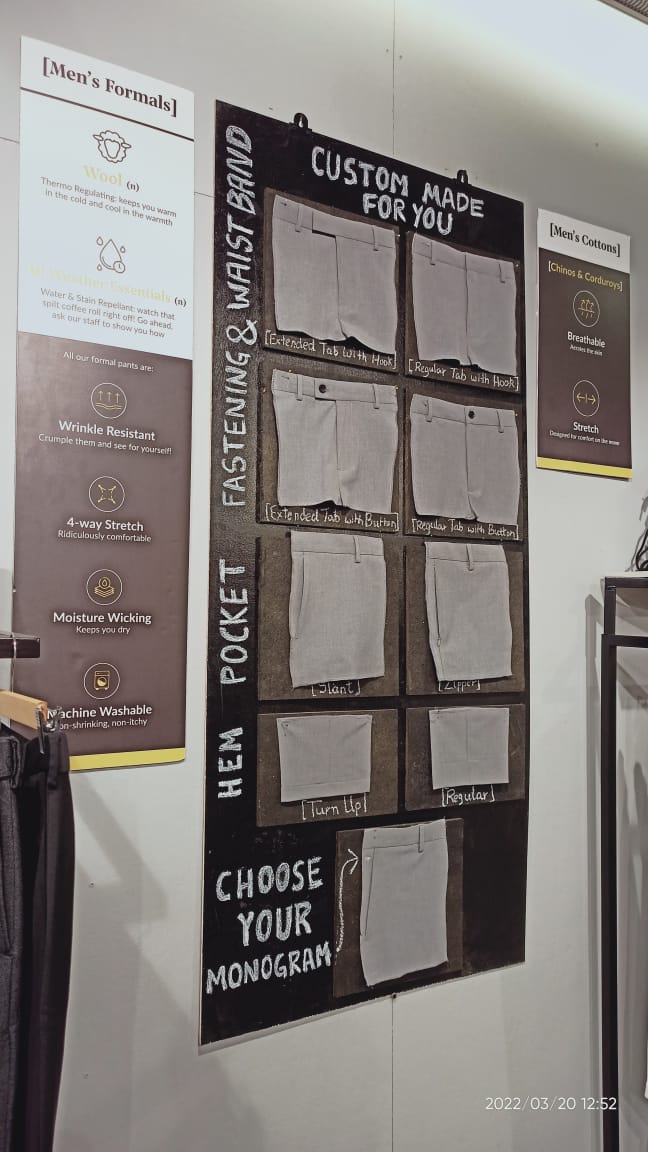 [Men's Formals]
Wool (n)
Thermo Regulating: keeps you warm
in the cold and cool in the warmth
Weather Essentials (n)
Water & Stain Repellant: watch that
spilt coffee roll right off! Go ahead,
ask our staff to show you how
All our formal pants are:
Wrinkle Resistant
Crumple them and see for yourself!
4-way Stretch
Ridiculously comfortable
Moisture Wicking
Keeps you dry
Machine Washable
non-shrinking, non-itchy
CUSTOM MADE
FOR YOU
FASTENING & WAIST BAND
[Extended Tab with Hook]
[Regular Tab with Hook]
[Extended Tab with Button]
[Regular Tab with Button]
POCKET
[Slant]
[Zipper]
HEM
[Turn Up]
[Regular]
CHOOSE
YOUR
MONOGRAM
[Men's Cottons]
[Chinos & Corduroys]
Breathable
Aerates the skin
Stretch
Designed for comfort on the move
2022/03/20 12:52